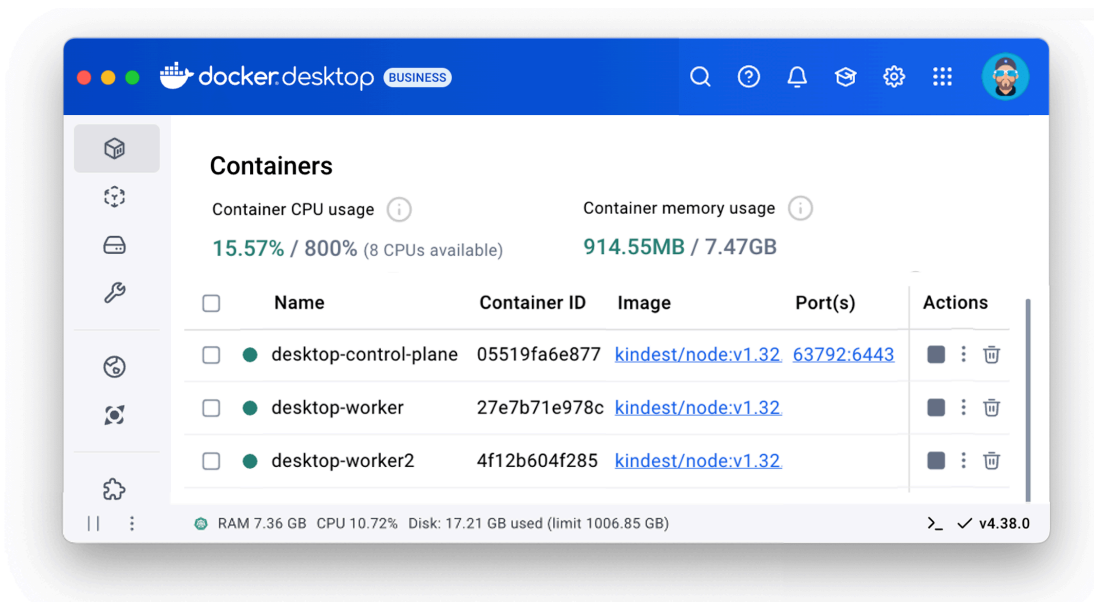 docker.desktop BUSINESS
Containers
Container CPU usage
Container memory usage
15.57% / 800% (8 CPUs available)
914.55MB / 7.47GB
Name Container ID Image Port(s) Actions
desktop-control-plane 05519fa6e877 kindest/node:v1.32. 63792:6443
desktop-worker 27e7b71e978c kindest/node:v1.32.
desktop-worker2 4f12b604f285 kindest/node:v1.32.
RAM 7.36 GB CPU 10.72% Disk: 17.21 GB used (limit 1006.85 GB)
v4.38.0